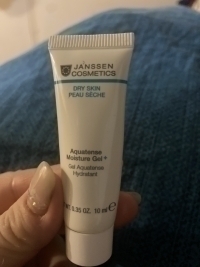 JANSSEN
COSMETICS
DRY SKIN
PEAU SÈCHE
Aquatense
Moisture Gel +
Gel Aquatense
Hydratant
0.35 OZ. 10 ml e